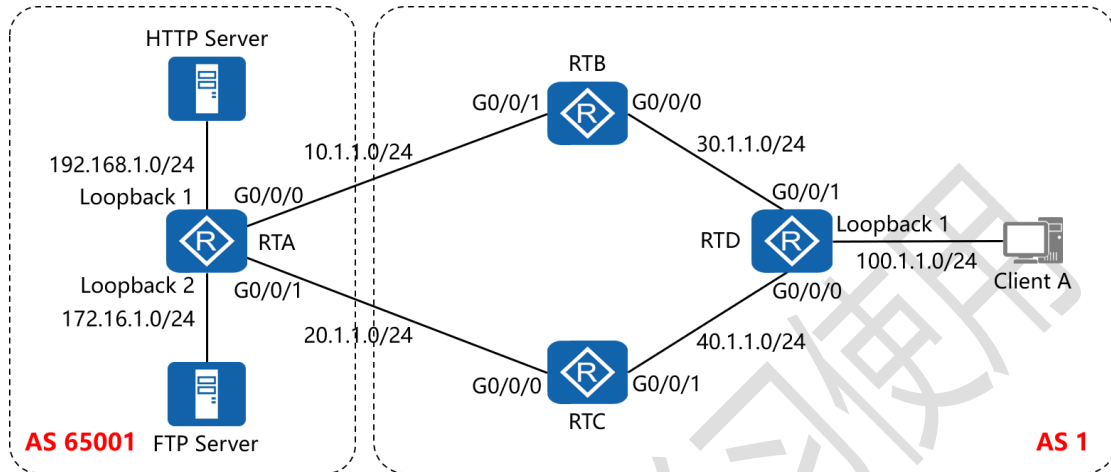 HTTP Server
RTB
G0/0/1
G0/0/0
10.1.1.0/24
30.1.1.0/24
192.168.1.0/24
Loopback 1
G0/0/0
G0/0/1
R
R
RTA
RTD
R
Loopback 1
100.1.1.0/24
Client A
Loopback 2
G0/0/1
G0/0/0
172.16.1.0/24
20.1.1.0/24
40.1.1.0/24
G0/0/0
R
G0/0/1
RTC
AS 65001
FTP Server
AS 1
使用